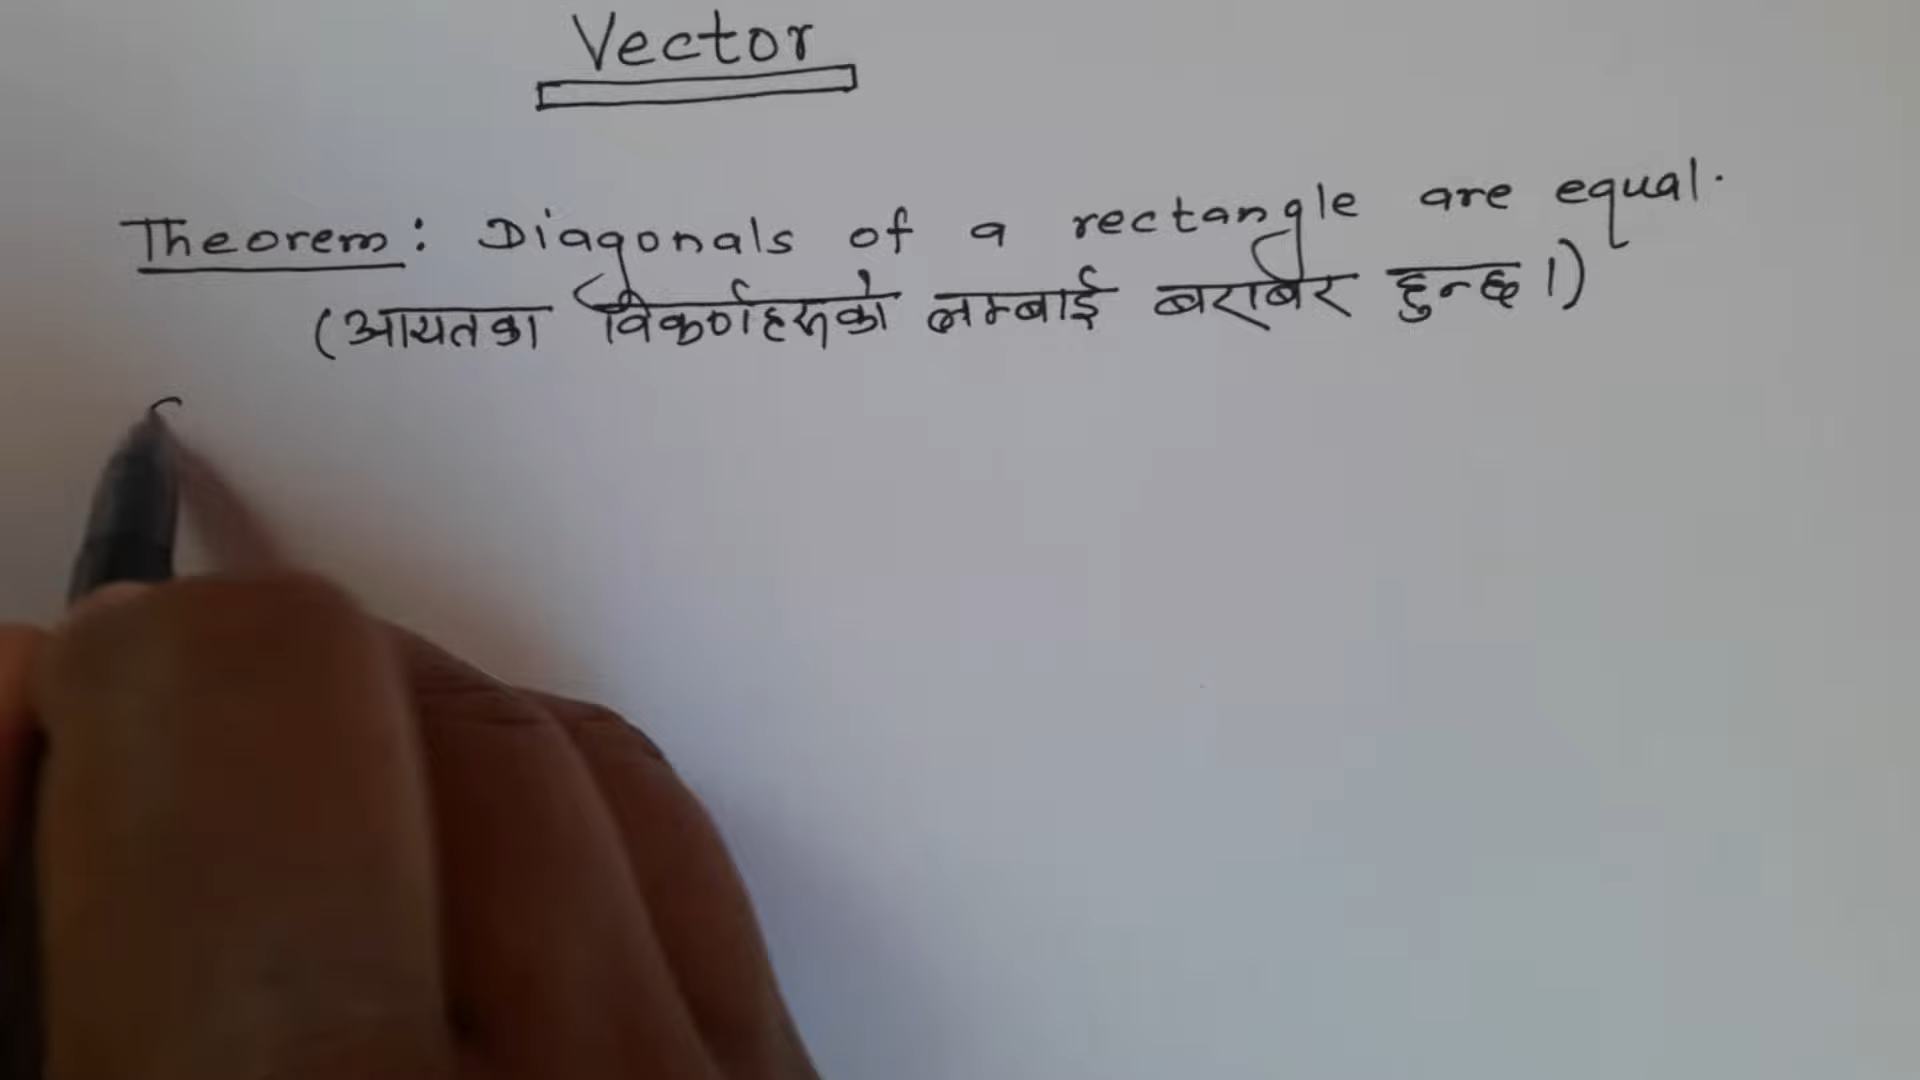 Vector
Theorem: Diagonals of a rectangle are equal.
(आयतका विकर्णहरूको लम्बाई बराबर हुन्छ।)